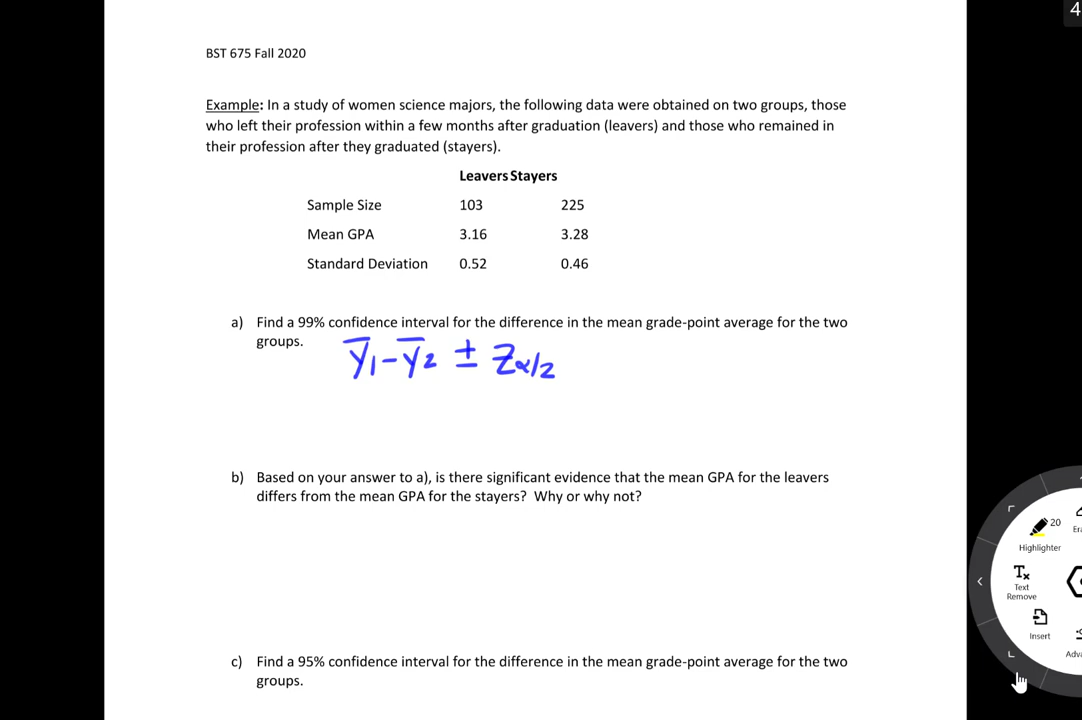 4
BST 675 Fall 2020
Example: In a study of women science majors, the following data were obtained on two groups, those
who left their profession within a few months after graduation (leavers) and those who remained in
their profession after they graduated (stayers).
Leavers Stayers
Sample Size 103 225
Mean GPA 3.16 3.28
Standard Deviation 0.52 0.46
a) Find a 99% confidence interval for the difference in the mean grade-point average for the two
groups.
y̅1 - y̅2 ± Zα/2
b) Based on your answer to a), is there significant evidence that the mean GPA for the leavers
differs from the mean GPA for the stayers? Why or why not?
20
Highlighter
Tx
Text
Remove
Insert
c) Find a 95% confidence interval for the difference in the mean grade-point average for the two
groups.